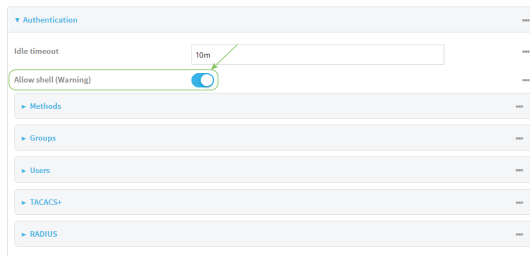 Authentication
Idle timeout
10m
Allow shell (Warning)
Methods
Groups
Users
TACACS+
RADIUS